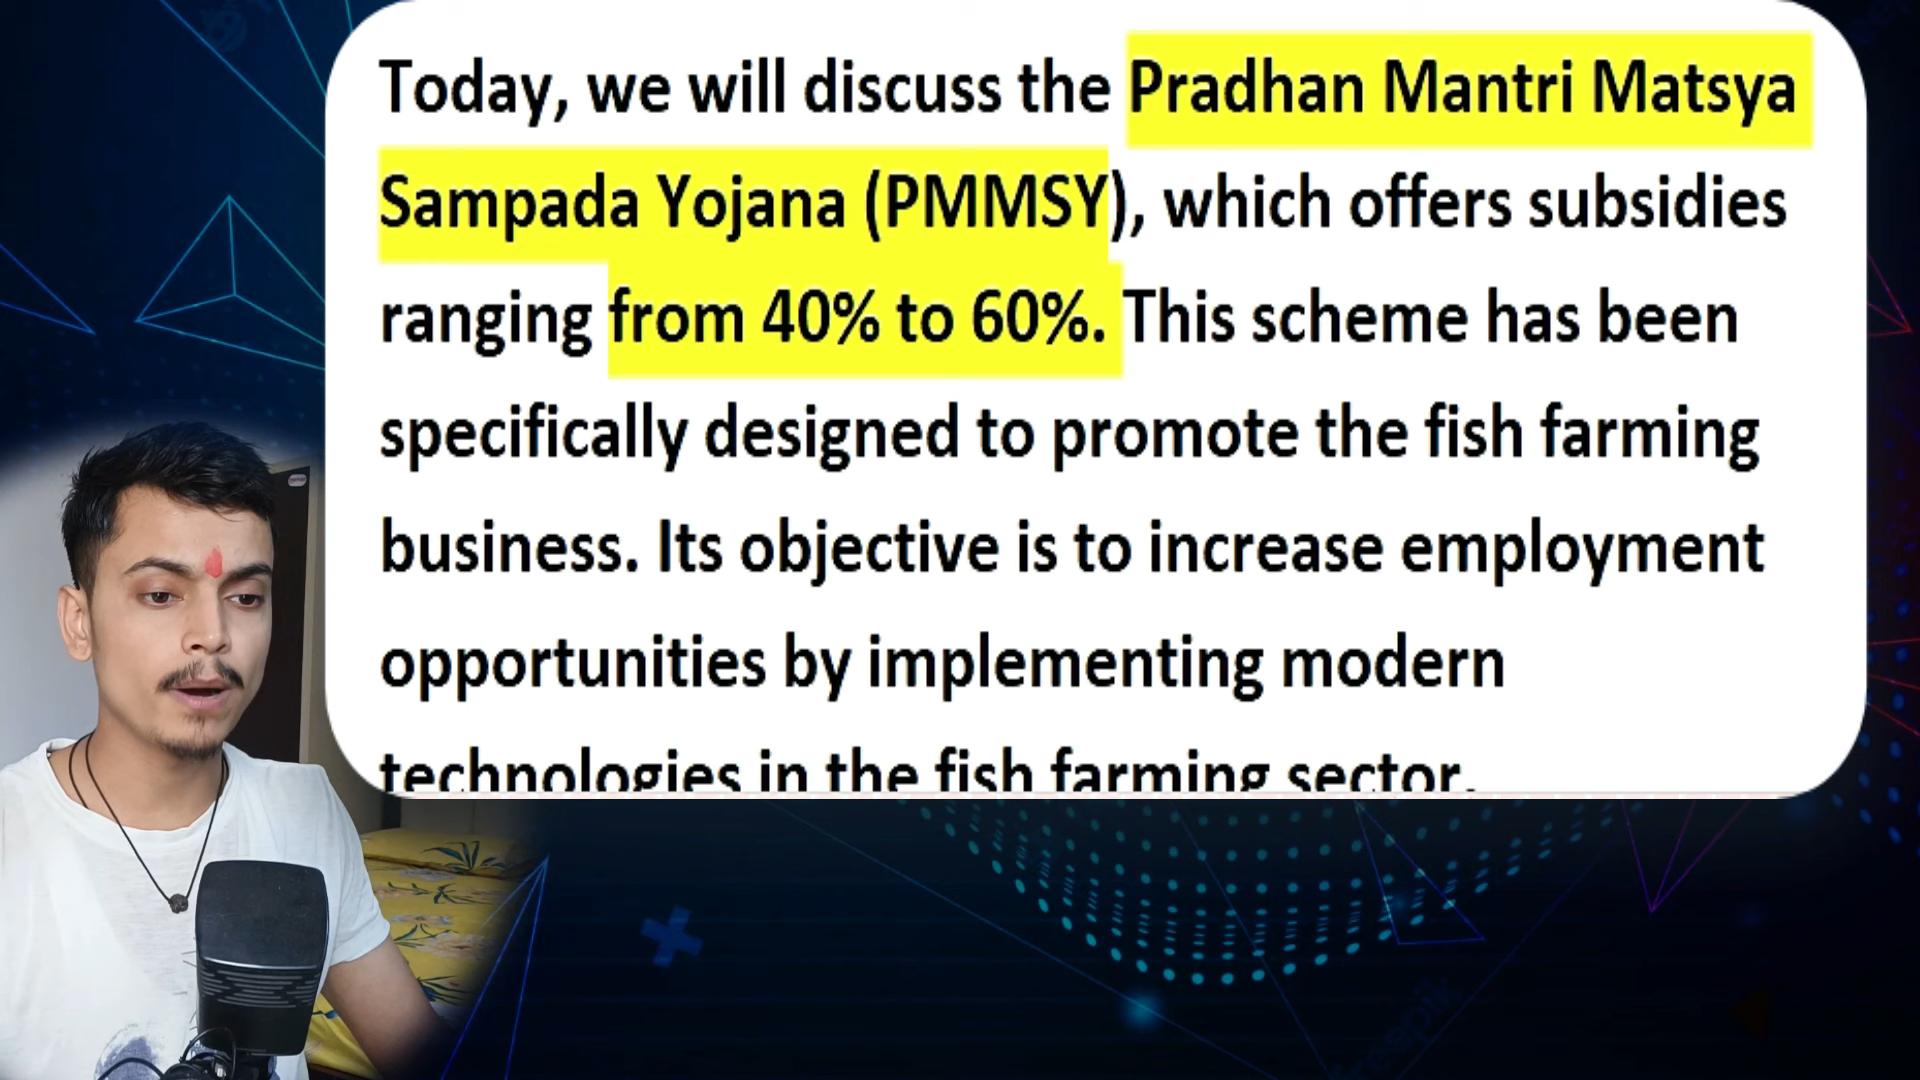 Today, we will discuss the Pradhan Mantri Matsya
Sampada Yojana (PMMSY), which offers subsidies
ranging from 40% to 60%. This scheme has been
specifically designed to promote the fish farming
business. Its objective is to increase employment
opportunities by implementing modern
technologies in the fish farming sector.